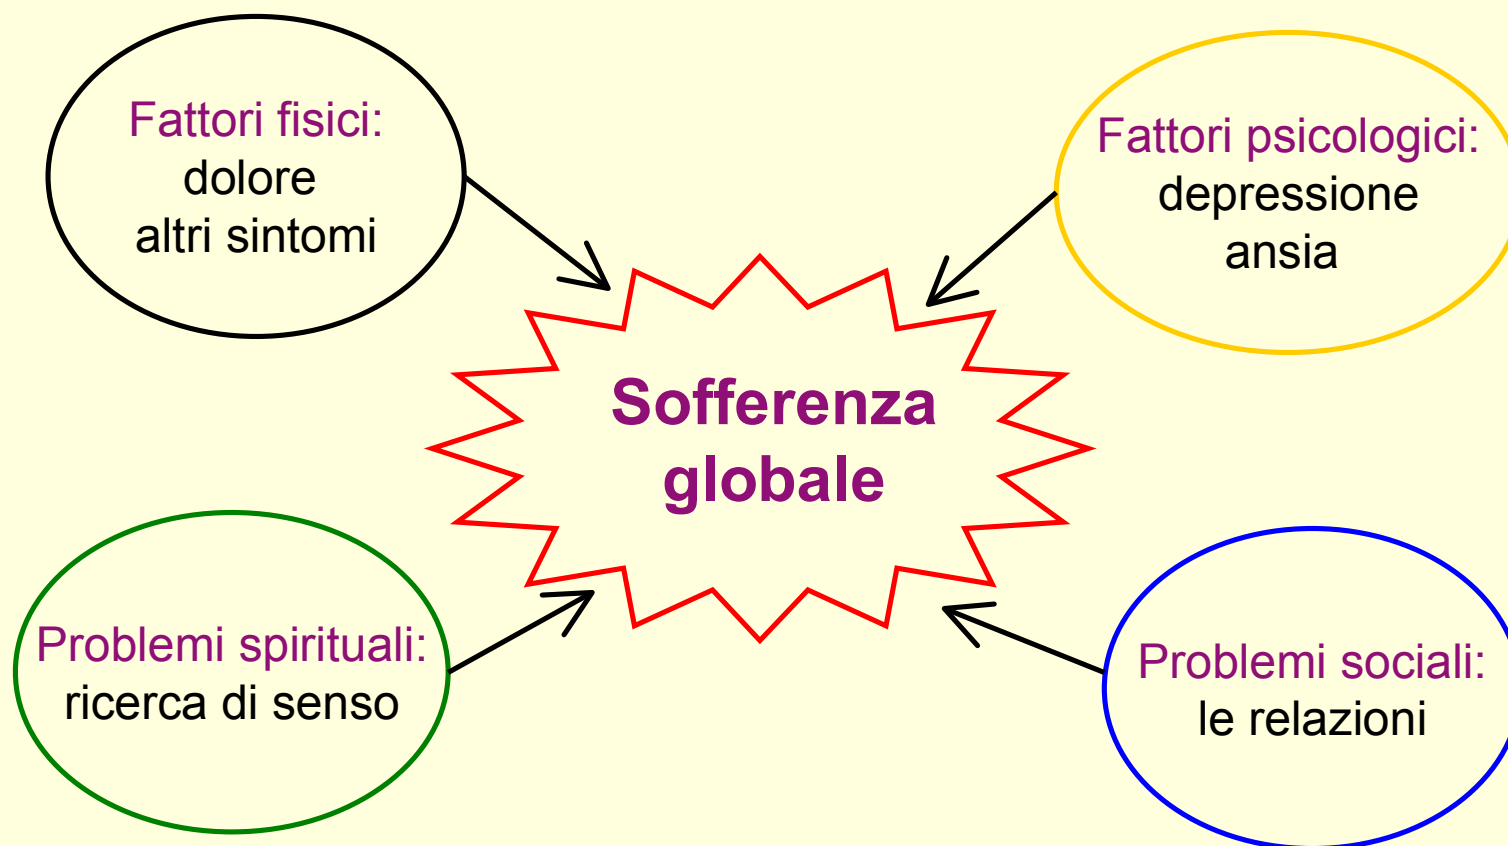 Fattori fisici:
dolore
altri sintomi
Fattori psicologici:
depressione
ansia
Sofferenza
globale
Problemi spirituali:
ricerca di senso
Problemi sociali:
le relazioni